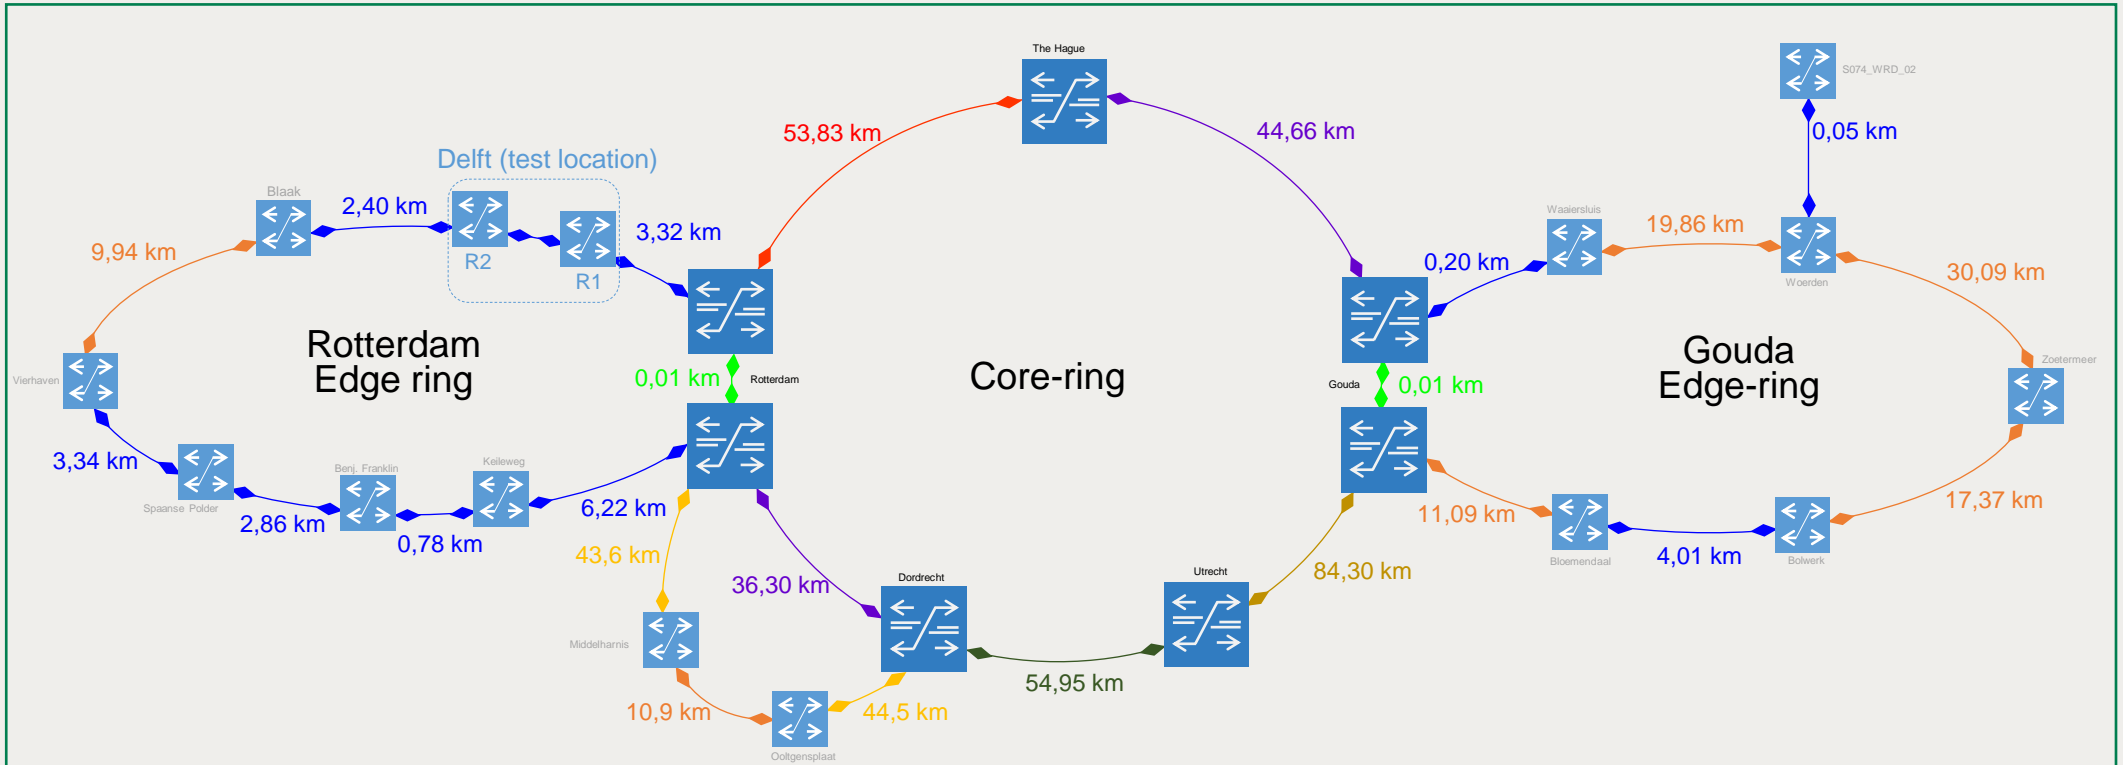 The Hague
S074_WRD_02
53,83 km
44,66 km
0,05 km
Delft (test location)
Blaak
2,40 km
3,32 km
R2
R1
9,94 km
Waaiersluis
19,86 km
0,20 km
Woerden
30,09 km
Rotterdam
Edge ring
Core-ring
Gouda
Edge-ring
Vierhaven
0,01 km
Rotterdam
Gouda
0,01 km
Zoetermeer
3,34 km
Spaanse Polder
2,86 km
Benj. Franklin
0,78 km
Keileweg
6,22 km
43,6 km
36,30 km
Dordrecht
Utrecht
84,30 km
11,09 km
Bloemendaal
4,01 km
Bolwerk
17,37 km
Middelharnis
10,9 km
44,5 km
Ooltgensplaat
54,95 km